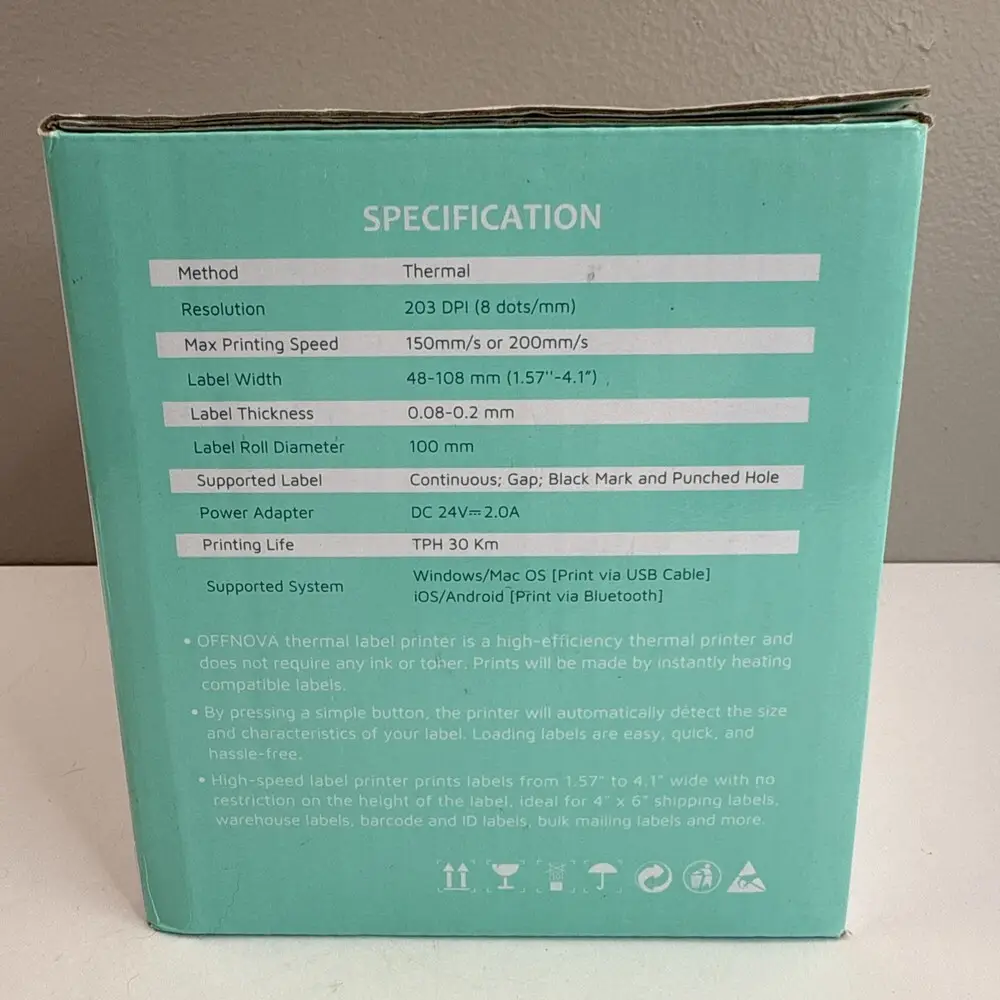 SPECIFICATION
Method Thermal
Resolution 203 DPI (8 dots/mm)
Max Printing Speed 150mm/s or 200mm/s
Label Width 48-108 mm (1.57''-4.1")
Label Thickness 0.08-0.2 mm
Label Roll Diameter 100 mm
Supported Label Continuous; Gap; Black Mark and Punched Hole
Power Adapter DC 24V⎓2.0A
Printing Life TPH 30 Km
Supported System Windows/Mac OS [Print via USB Cable]
iOS/Android [Print via Bluetooth]
• OFFNOVA thermal label printer is a high-efficiency thermal printer and
does not require any ink or toner. Prints will be made by instantly heating
compatible labels.
• By pressing a simple button, the printer will automatically detect the size
and characteristics of your label. Loading labels are easy, quick, and
hassle-free.
• High-speed label printer prints labels from 1.57" to 4.1" wide with no
restriction on the height of the label, ideal for 4" x 6" shipping labels,
warehouse labels, barcode and ID labels, bulk mailing labels and more.